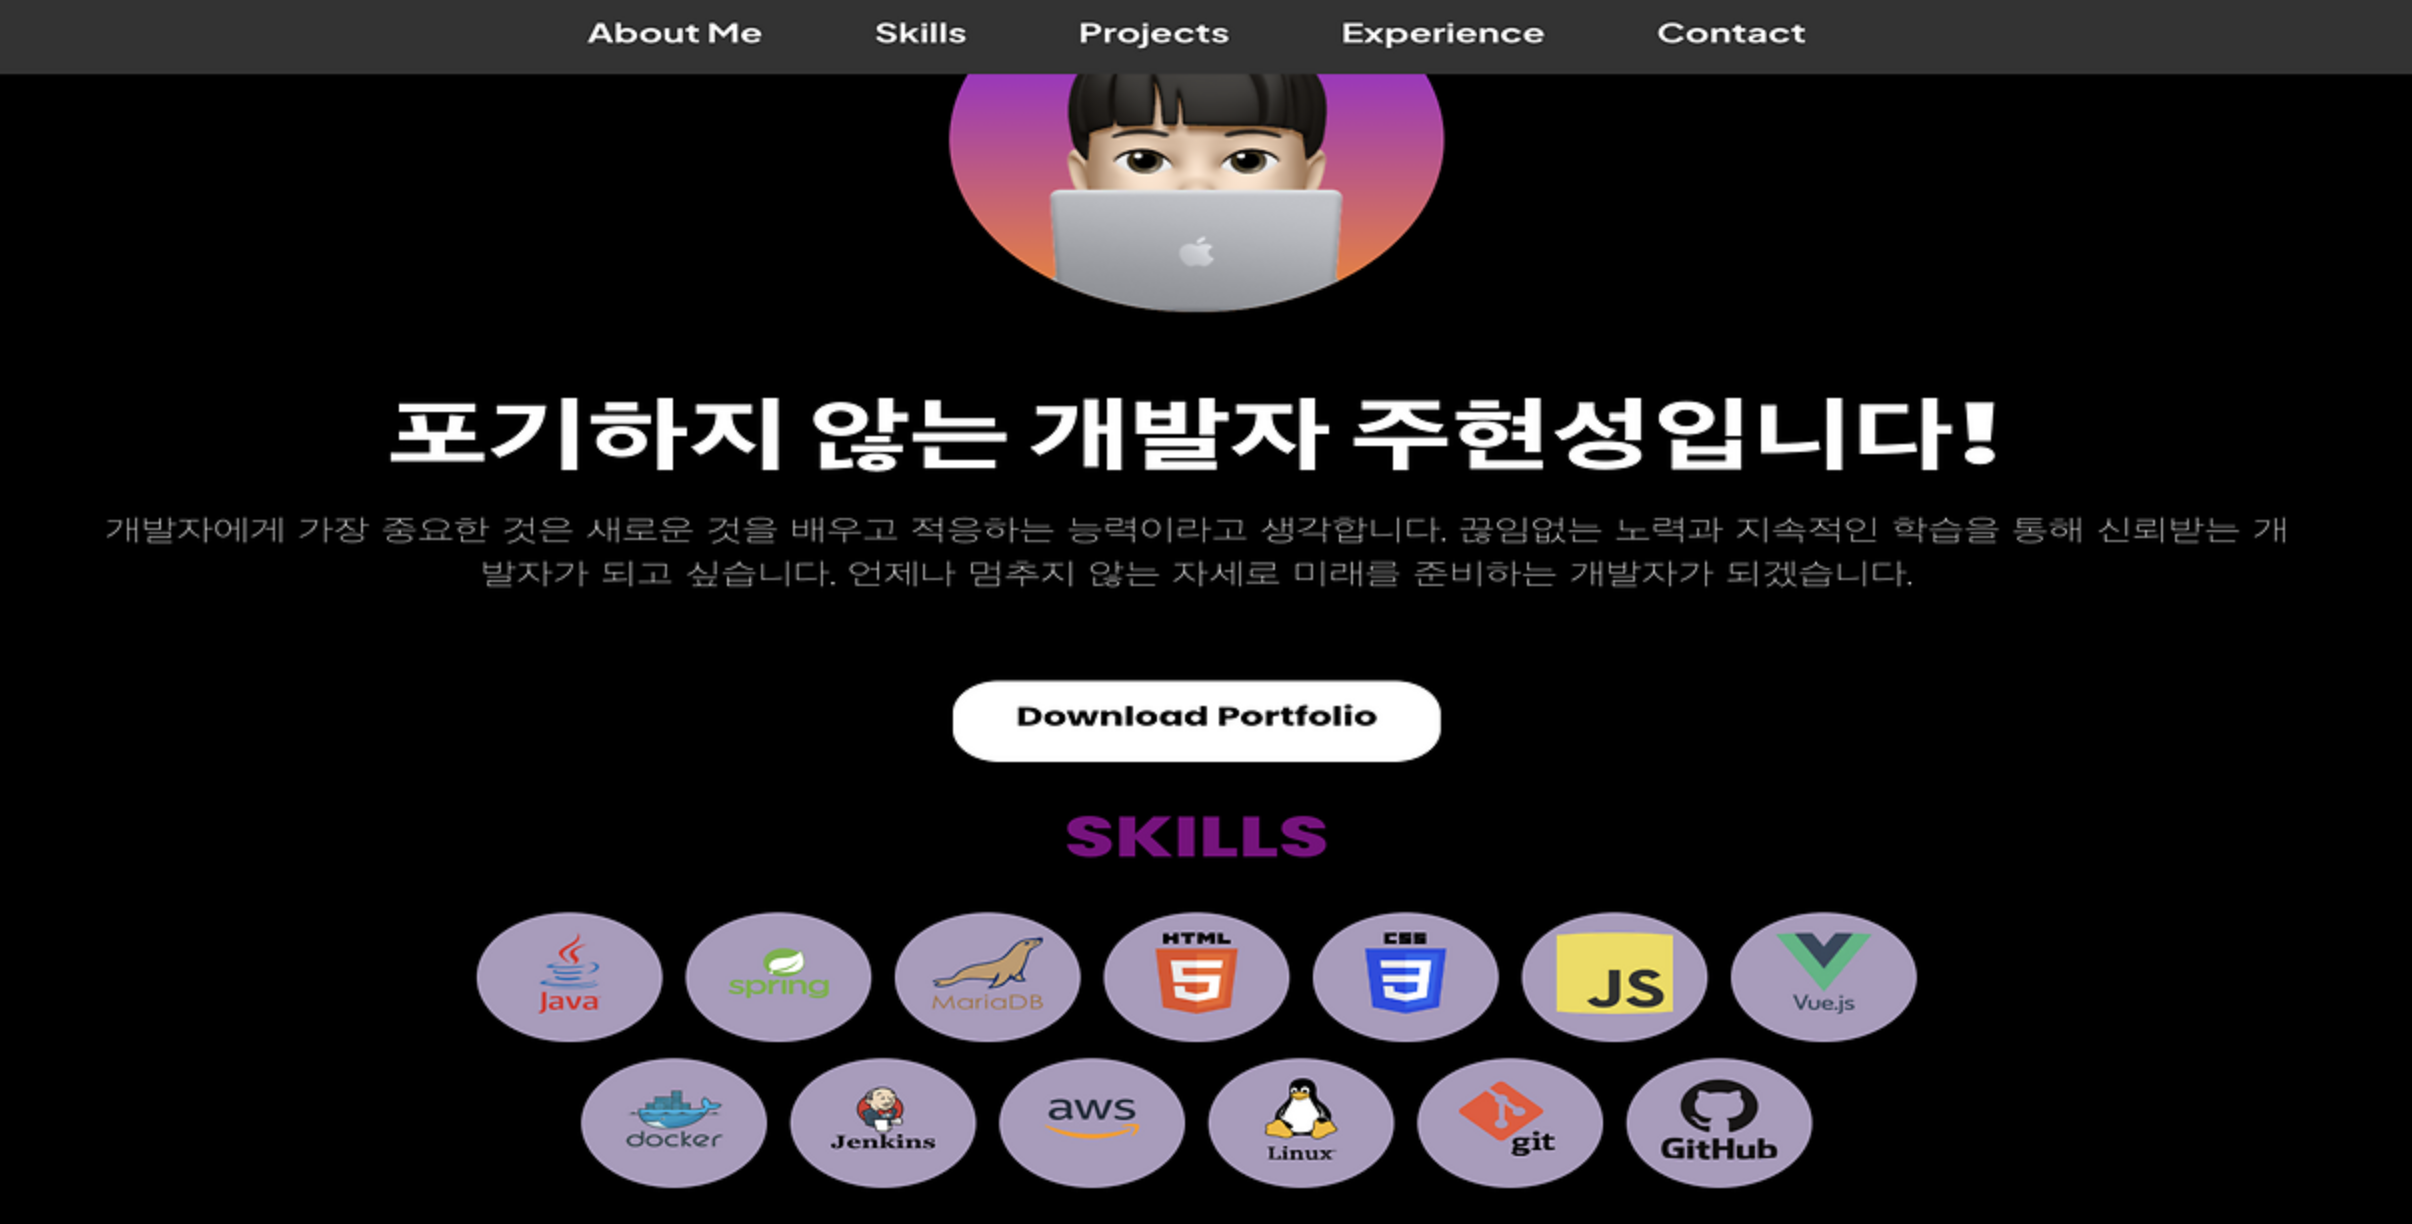 About Me Skills Projects Experience Contact
포기하지 않는 개발자 주현성입니다!
개발자에게 가장 중요한 것은 새로운 것을 배우고 적응하는 능력이라고 생각합니다. 끊임없는 노력과 지속적인 학습을 통해 신뢰받는 개
발자가 되고 싶습니다. 언제나 멈추지 않는 자세로 미래를 준비하는 개발자가 되겠습니다.
Download Portfolio
SKILLS
Java spring MariaDB HTML 5 CSS 3 JS Vue.js
docker Jenkins aws Linux git GitHub